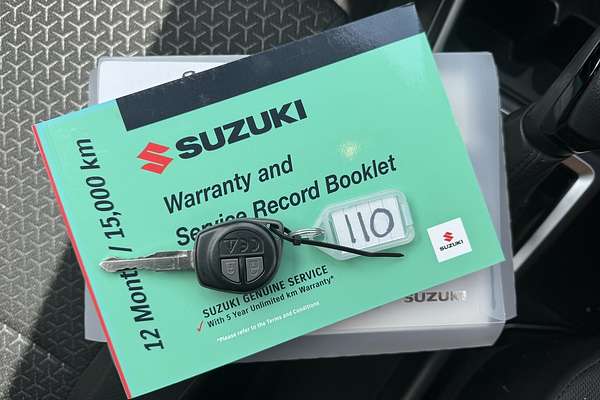 SUZUKI
Warranty and
Service Record Booklet
12 Months / 15,000 km
110
SUZUKI
SUZUKI GENUINE SERVICE
With 5 Year Unlimited km Warranty*
*Please refer to the Terms and Conditions
SUZUKI